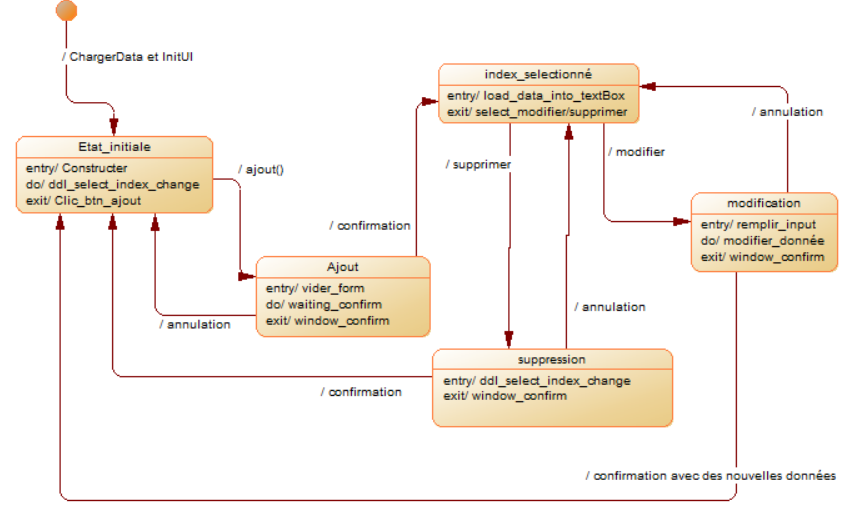 / ChargerData et InitUI
index_selectionné
entry/ load_data_into_textBox
exit/ select_modifier/supprimer
/ annulation
Etat_initiale
entry/ Constructer
do/ ddl_select_index_change
exit/ Clic_btn_ajout
/ ajout()
/ supprimer
/ modifier
modification
entry/ remplir_input
do/ modifier_donnée
exit/ window_confirm
/ confirmation
Ajout
entry/ vider_form
do/ waiting_confirm
exit/ window_confirm
/ annulation
/ annulation
suppression
entry/ ddl_select_index_change
exit/ window_confirm
/ confirmation
/ confirmation avec des nouvelles données